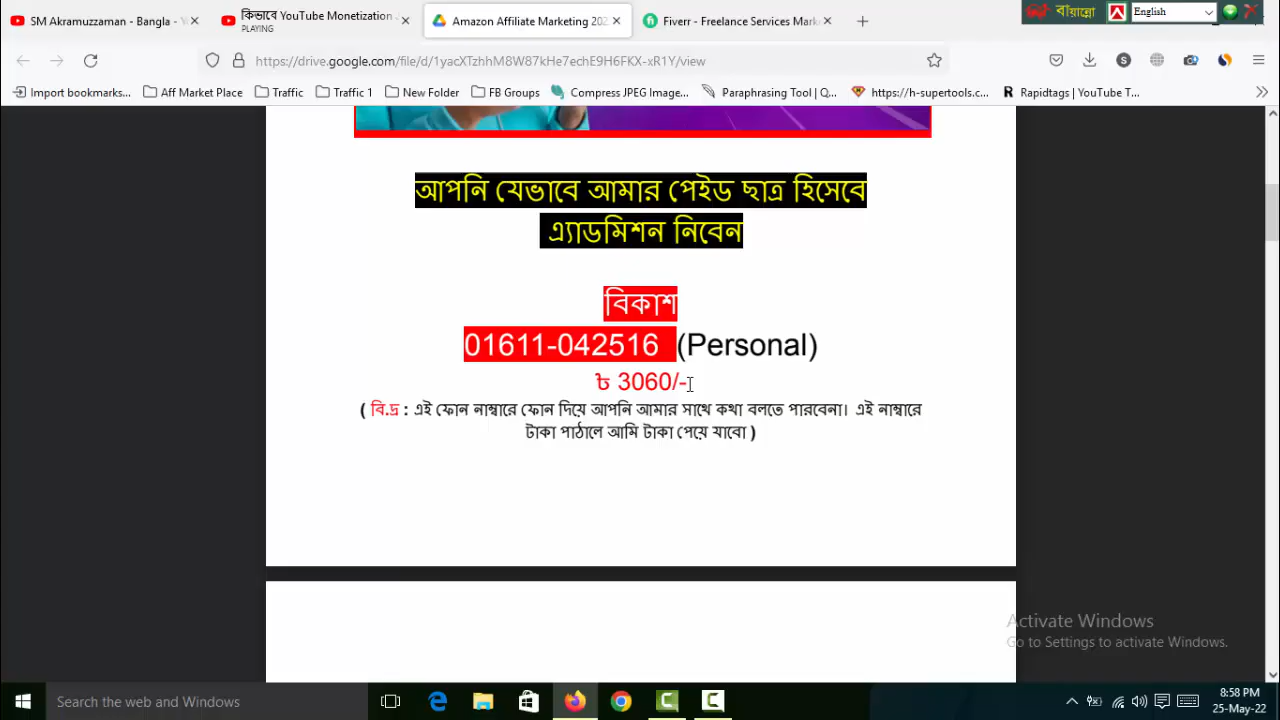 SM Akramuzzaman - Bangla - Y
কিভাবে YouTube Monetization
PLAYING
Amazon Affiliate Marketing 202
Fiverr - Freelance Services Mark
বায়ান্নো
English
https://drive.google.com/file/d/1yacXTzhhM8W87kHe7echE9H6FKX-xR1Y/view
Import bookmarks...
Aff Market Place
Traffic
Traffic 1
New Folder
FB Groups
Compress JPEG Image...
Paraphrasing Tool | Q...
https://h-supertools.c...
Rapidtags | YouTube T...
আপনি যেভাবে আমার পেইড ছাত্র হিসেবে
এ্যাডমিশন নিবেন
বিকাশ
01611-042516 (Personal)
৳ 3060/-
( বি.দ্র : এই ফোন নাম্বারে ফোন দিয়ে আপনি আমার সাথে কথা বলতে পারবেনা। এই নাম্বারে
টাকা পাঠালে আমি টাকা পেয়ে যাবো )
Activate Windows
Go to Settings to activate Windows.
Search the web and Windows
8:58 PM
25-May-22